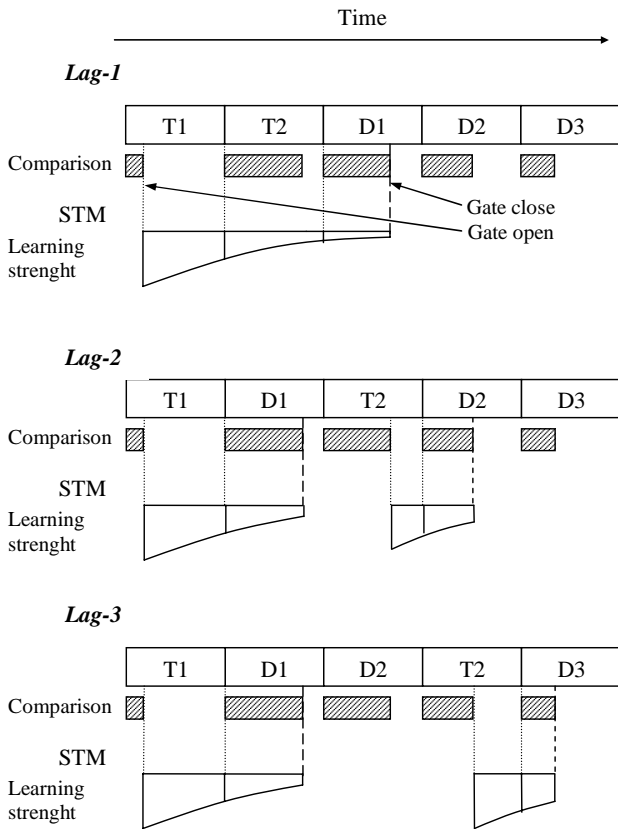 Time
Lag-1
T1 T2 D1 D2 D3
Comparison
Gate close
STM
Gate open
Learning
strenght
Lag-2
T1 D1 T2 D2 D3
Comparison
STM
Learning
strenght
Lag-3
T1 D1 D2 T2 D3
Comparison
STM
Learning
strenght